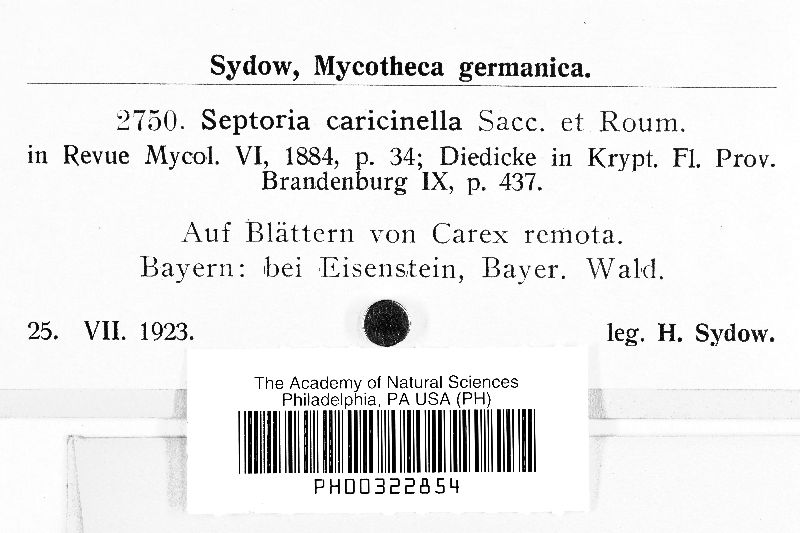 Sydow, Mycotheca germanica.
2750. Septoria caricinella Sacc. et Roum.
in Revue Mycol. VI, 1884, p. 34; Diedicke in Krypt. Fl. Prov.
Brandenburg IX, p. 437.
Auf Blättern von Carex remota.
Bayern: bei Eisenstein, Bayer. Wald.
25. VII. 1923. leg. H. Sydow.
The Academy of Natural Sciences
Philadelphia, PA USA (PH)
PH00322854